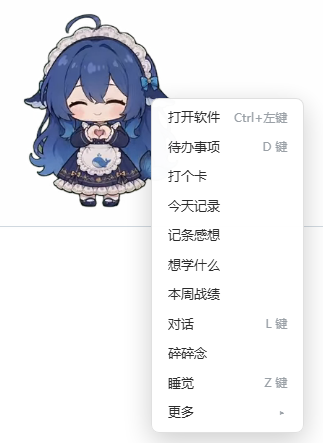 打开软件 Ctrl+左键
待办事项 D 键
打个卡
今天记录
记条感想
想学什么
本周战绩
对话 L 键
碎碎念
睡觉 Z 键
更多 ▸